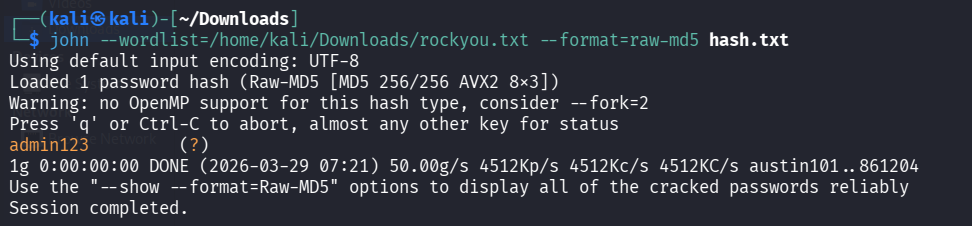 ┌──(kali㉿kali)-[~/Downloads]
└─$ john --wordlist=/home/kali/Downloads/rockyou.txt --format=raw-md5 hash.txt
Using default input encoding: UTF-8
Loaded 1 password hash (Raw-MD5 [MD5 256/256 AVX2 8×3])
Warning: no OpenMP support for this hash type, consider --fork=2
Press 'q' or Ctrl-C to abort, almost any other key for status
admin123         (?)
1g 0:00:00:00 DONE (2026-03-29 07:21) 50.00g/s 4512Kp/s 4512Kc/s 4512KC/s austin101..861204
Use the "--show --format=Raw-MD5" options to display all of the cracked passwords reliably
Session completed.